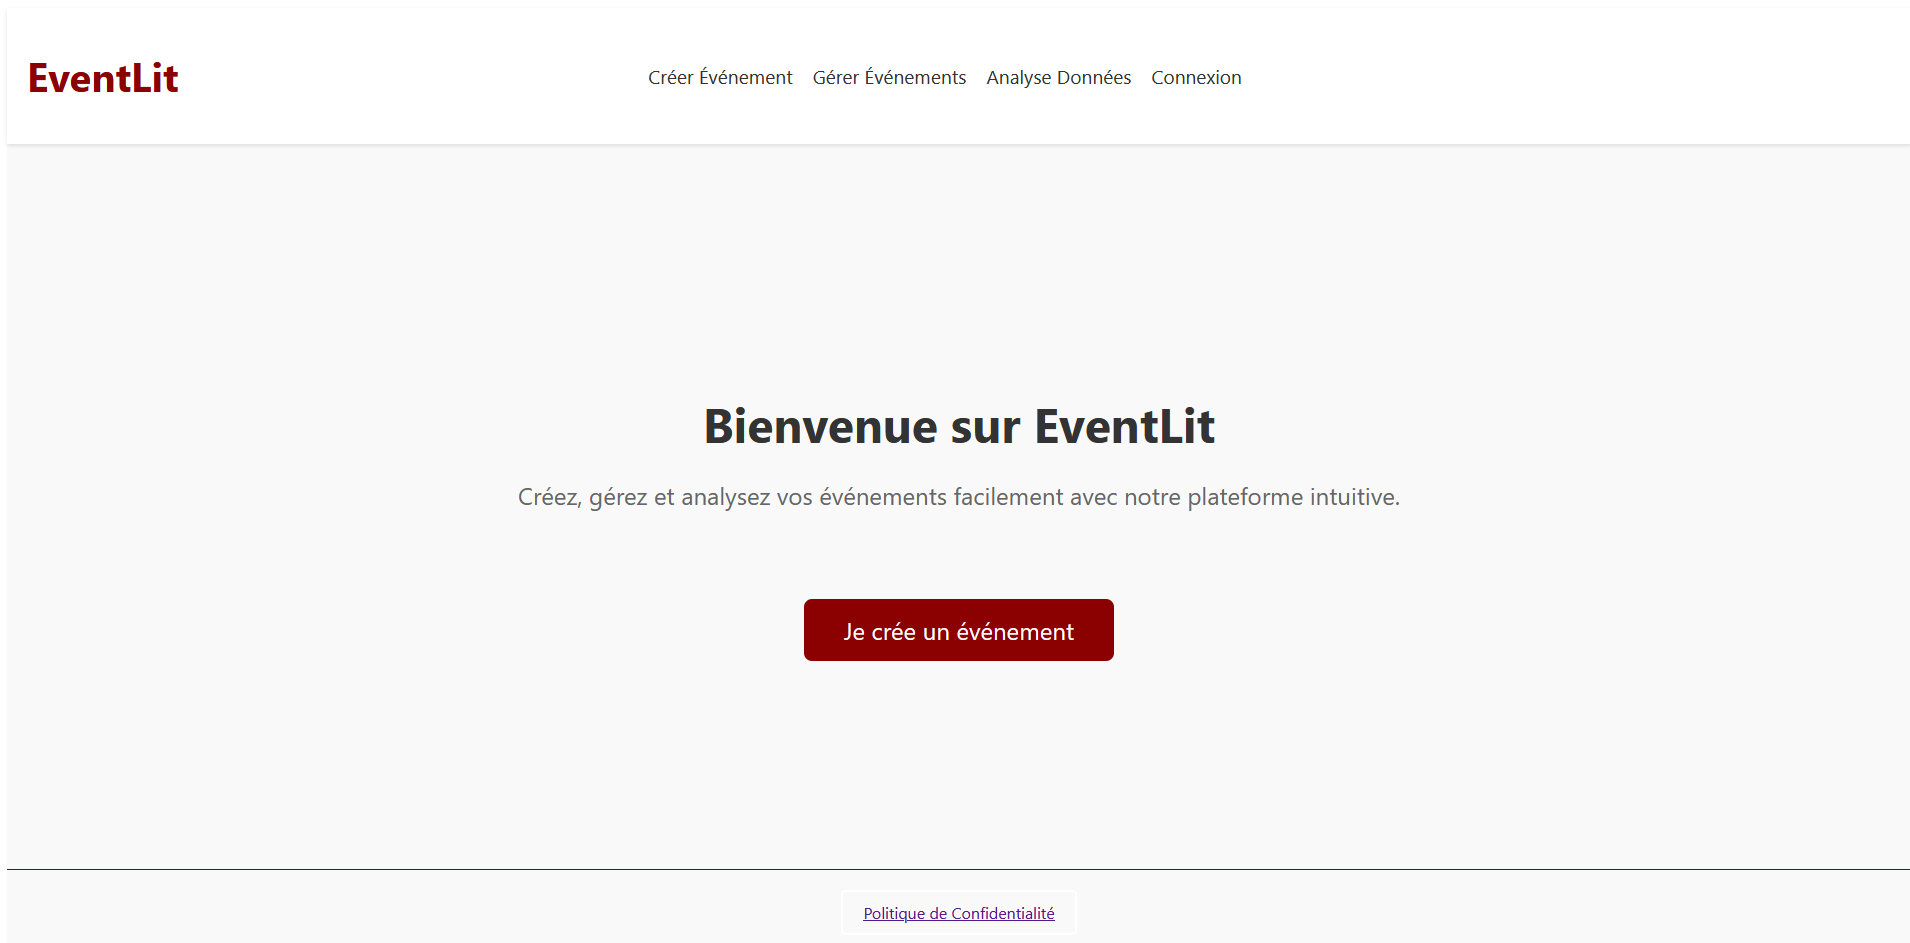 EventLit
Créer Événement Gérer Événements Analyse Données Connexion
Bienvenue sur EventLit
Créez, gérez et analysez vos événements facilement avec notre plateforme intuitive.
Je crée un événement
Politique de Confidentialité